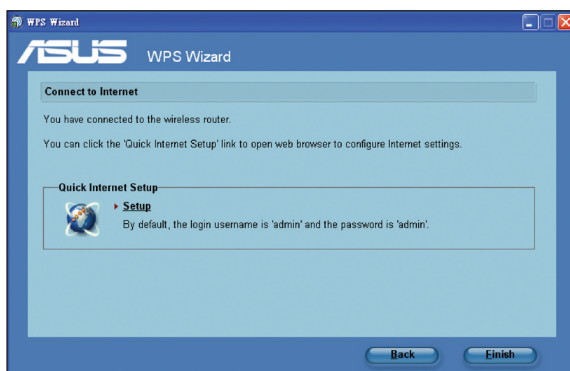 WPS Wizard
ASUS WPS Wizard
Connect to Internet
You have connected to the wireless router.
You can click the 'Quick Internet Setup' link to open web browser to configure Internet settings.
Quick Internet Setup
Setup
By default, the login username is 'admin' and the password is 'admin'.
Back Finish